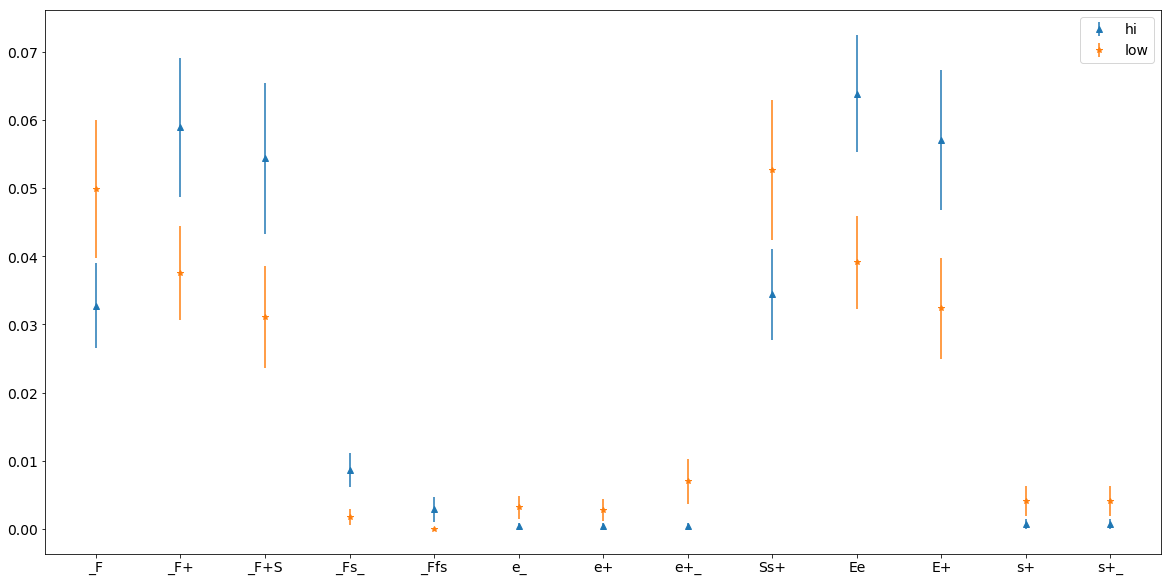 hi
low
0.07
0.06
0.05
0.04
0.03
0.02
0.01
0.00
_F _F+ _F+S _Fs_ _Ffs e_ e+ e+_ Ss+ Ee E+ s+ s+_